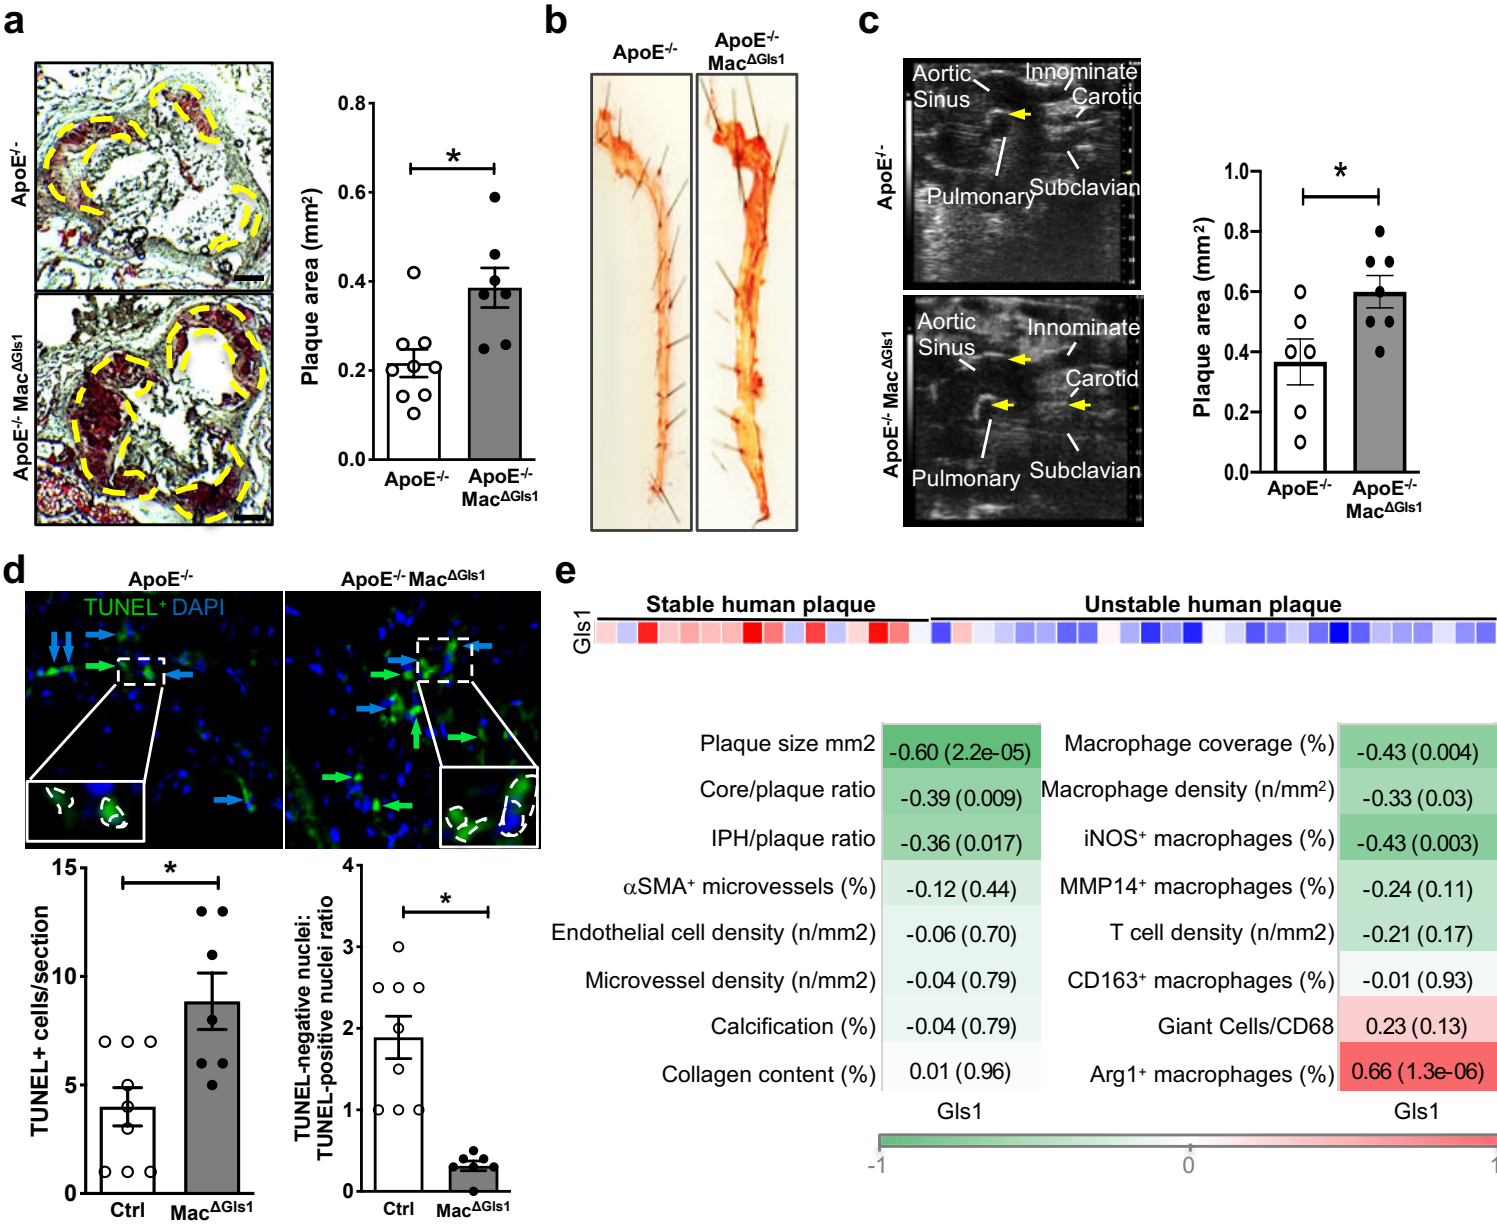 a
ApoE-/-
ApoE-/- MacΔGls1
Plaque area (mm2)
0.8
0.6
0.4
0.2
0.0
*
ApoE-/-
ApoE-/-
MacΔGls1
b
ApoE-/-
ApoE-/-
MacΔGls1
c
ApoE-/-
Aortic
Sinus
Innominate
Carotid
Pulmonary
Subclavian
ApoE-/- MacΔGls1
Aortic
Sinus
Innominate
Carotid
Pulmonary
Subclavian
Plaque area (mm2)
1.0
0.8
0.6
0.4
0.2
0.0
*
ApoE-/-
ApoE-/-
MacΔGls1
d
ApoE-/-
ApoE-/- MacΔGls1
TUNEL+ DAPI
TUNEL+ cells/section
15
10
5
0
*
Ctrl
MacΔGls1
TUNEL-negative nuclei:
TUNEL-positive nuclei ratio
4
3
2
1
0
*
Ctrl
MacΔGls1
e
Stable human plaque
Unstable human plaque
Gls1
Plaque size mm2 -0.60 (2.2e-05)
Core/plaque ratio -0.39 (0.009)
IPH/plaque ratio -0.36 (0.017)
αSMA+ microvessels (%) -0.12 (0.44)
Endothelial cell density (n/mm2) -0.06 (0.70)
Microvessel density (n/mm2) -0.04 (0.79)
Calcification (%) -0.04 (0.79)
Collagen content (%) 0.01 (0.96)
Gls1
Macrophage coverage (%) -0.43 (0.004)
Macrophage density (n/mm2) -0.33 (0.03)
iNOS+ macrophages (%) -0.43 (0.003)
MMP14+ macrophages (%) -0.24 (0.11)
T cell density (n/mm2) -0.21 (0.17)
CD163+ macrophages (%) -0.01 (0.93)
Giant Cells/CD68 0.23 (0.13)
Arg1+ macrophages (%) 0.66 (1.3e-06)
Gls1
-1
0
1